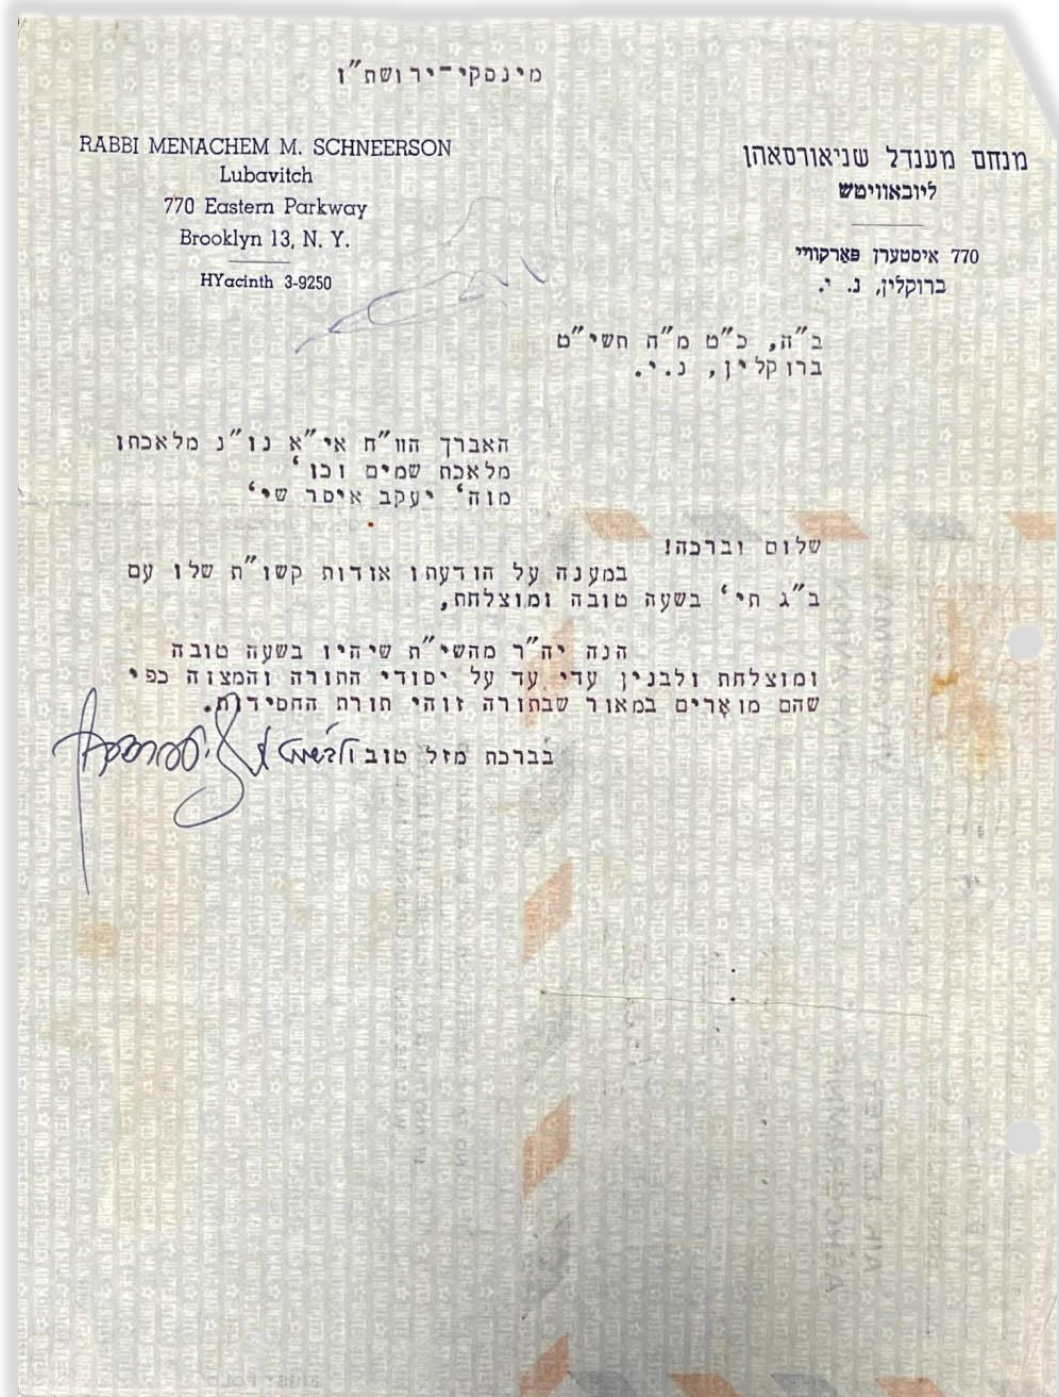 מינסקי-ירושת"ו
RABBI MENACHEM M. SCHNEERSON
Lubavitch
770 Eastern Parkway
Brooklyn 13, N. Y.
HYacinth 3-9250
מנחם מענדל שניאורסאהן
ליובאוויטש
770 איסטערן פארקוויי
ברוקלין, נ. י.
ב"ה, כ"ט מ"ח תשי"ט
ברוקלין, נ.י.
האברך הוו"ח אי"א נו"נ מלאכתו
מלאכת שמים וכו'
מוה' יעקב איסר שי'
שלום וברכה!
במענה על הודעתו אודות קשו"ת שלו עם
ב"ג תי' בשעה טובה ומוצלחת,
הנה יה"ר מהשי"ת שיהיו בשעה טובה
ומוצלחת ולבנין עדי עד על יסודי התורה והמצוה כפי
שהם מוארים במאור שבתורה זוהי תורת החסידות.
בברכת מזל טוב